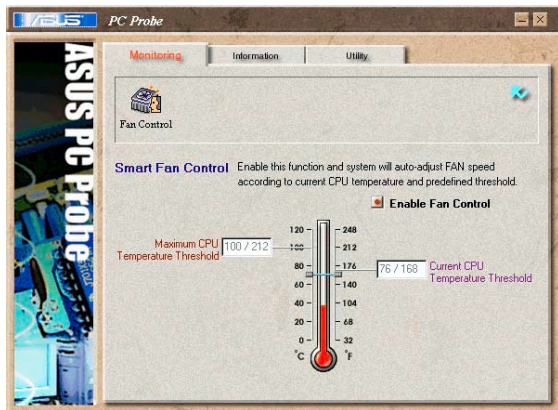 ASUS
PC Probe
Monitoring
Information
Utility
ASUS PC Probe
Fan Control
Smart Fan Control
Enable this function and system will auto-adjust FAN speed
according to current CPU temperature and predefined threshold.
Enable Fan Control
Maximum CPU
Temperature Threshold
100 / 212
76 / 168
Current CPU
Temperature Threshold
120
100
80
60
40
20
0
°C
248
212
176
140
104
68
32
°F